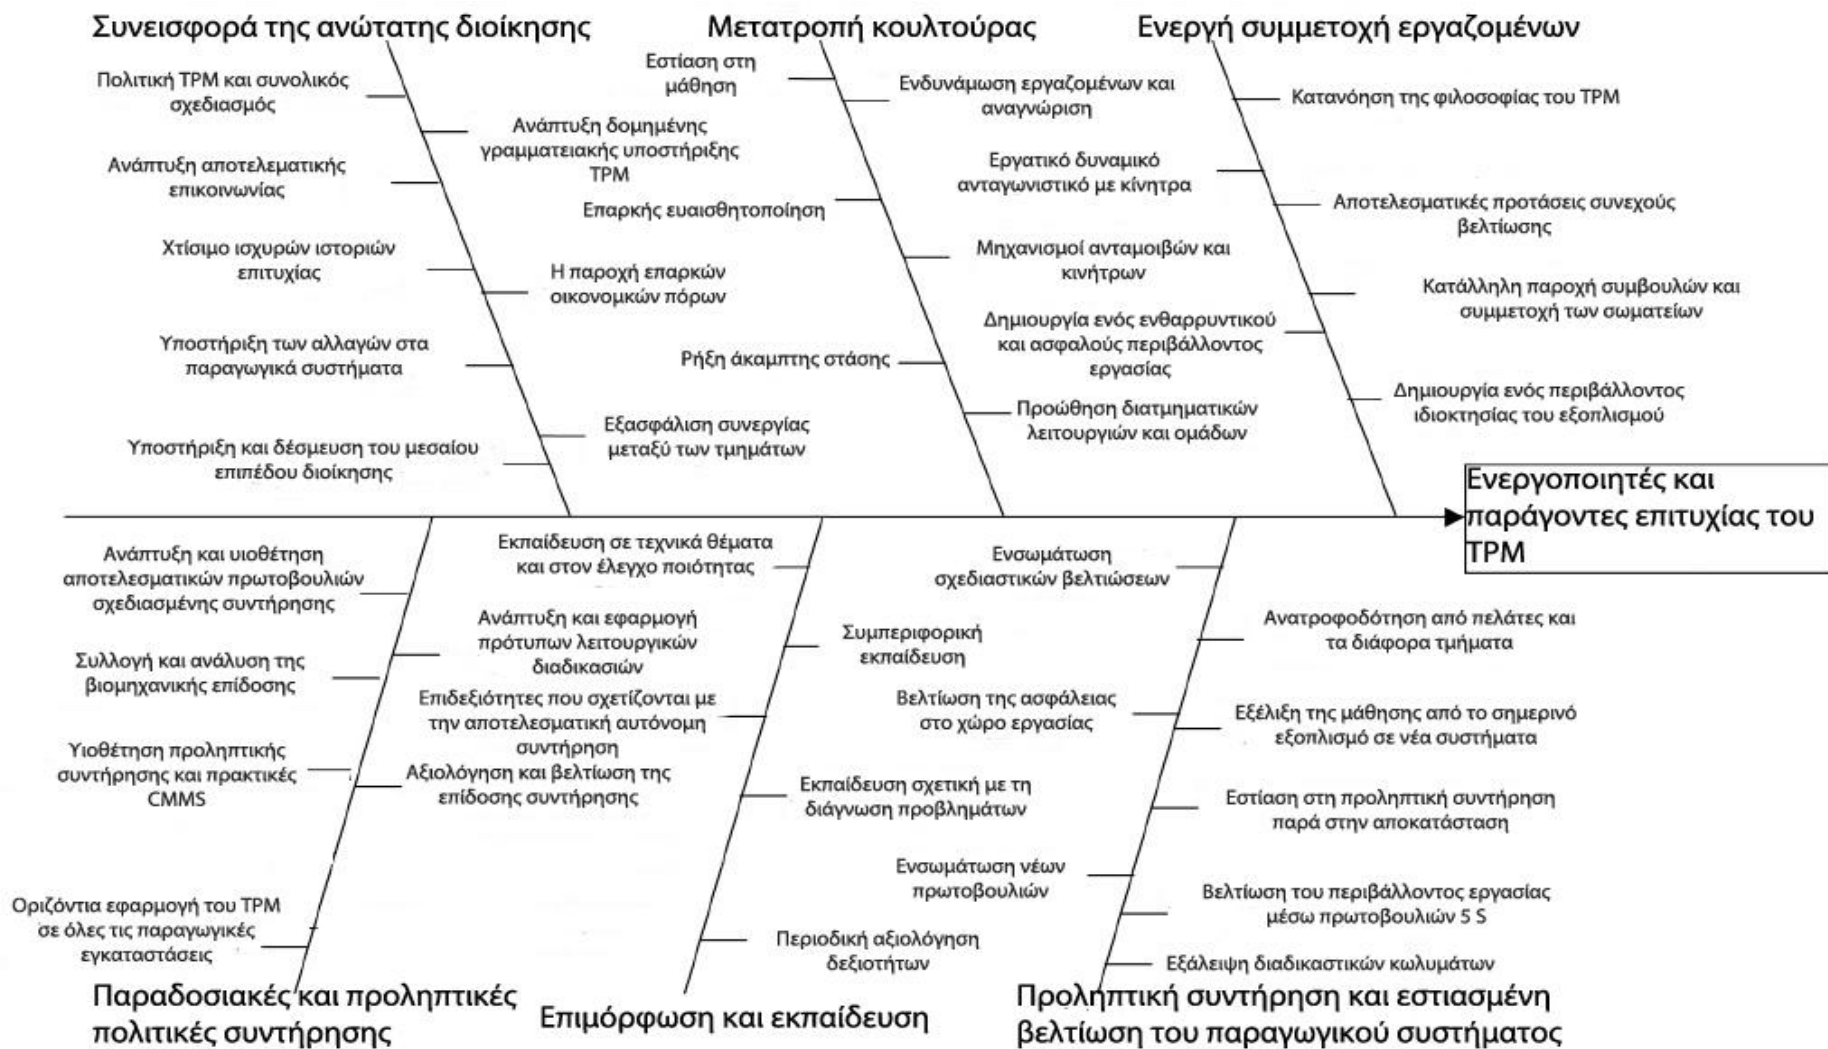 Συνεισφορά της ανώτατης διοίκησης
Πολιτική TPM και συνολικός
σχεδιασμός
Ανάπτυξη δομημένης
γραμματειακής υποστήριξης
TPM
Ανάπτυξη αποτελεματικής
επικοινωνίας
Χτίσιμο ισχυρών ιστοριών
επιτυχίας
Η παροχή επαρκών
οικονομκών πόρων
Υποστήριξη των αλλαγών στα
παραγωγικά συστήματα
Εξασφάλιση συνεργίας
μεταξύ των τμημάτων
Υποστήριξη και δέσμευση του μεσαίου
επιπέδου διοίκησης
Μετατροπή κουλτούρας
Εστίαση στη
μάθηση
Ενδυνάμωση εργαζομένων και
αναγνώριση
Εργατικό δυναμικό
ανταγωνιστικό με κίνητρα
Επαρκής ευαισθητοποίηση
Μηχανισμοί ανταμοιβών και
κινήτρων
Δημιουργία ενός ενθαρρυντικού
και ασφαλούς περιβάλλοντος
εργασίας
Ρήξη άκαμπτης στάσης
Προώθηση διατμηματικών
λειτουργιών και ομάδων
Ενεργή συμμετοχή εργαζομένων
Κατανόηση της φιλοσοφίας του TPM
Αποτελεσματικές προτάσεις συνεχούς
βελτίωσης
Κατάλληλη παροχή συμβουλών και
συμμετοχή των σωματείων
Δημιουργία ενός περιβάλλοντος
ιδιοκτησίας του εξοπλισμού
Ενεργοποιητές και
παράγοντες επιτυχίας του
TPM
Ανάπτυξη και υιοθέτηση
αποτελεσματικών πρωτοβουλιών
σχεδιασμένης συντήρησης
Ανάπτυξη και εφαρμογή
πρότυπων λειτουργικών
διαδικασιών
Συλλογή και ανάλυση της
βιομηχανικής επίδοσης
Υιοθέτηση προληπτικής
συντήρησης και πρακτικές
CMMS
Αξιολόγηση και βελτίωση της
επίδοσης συντήρησης
Οριζόντια εφαρμογή του TPM
σε όλες τις παραγωγικές
εγκαταστάσεις
Παραδοσιακές και προληπτικές
πολιτικές συντήρησης
Εκπαίδευση σε τεχνικά θέματα
και στον έλεγχο ποιότητας
Συμπεριφορική
εκπαίδευση
Επιδεξιότητες που σχετίζονται με
την αποτελεσματική αυτόνομη
συντήρηση
Εκπαίδευση σχετική με τη
διάγνωση προβλημάτων
Περιοδική αξιολόγηση
δεξιοτήτων
Επιμόρφωση και εκπαίδευση
Ενσωμάτωση
σχεδιαστικών βελτιώσεων
Ανατροφοδότηση από πελάτες και
τα διάφορα τμήματα
Βελτίωση της ασφάλειας
στο χώρο εργασίας
Εξέλιξη της μάθησης από το σημερινό
εξοπλισμό σε νέα συστήματα
Εστίαση στη προληπτική συντήρηση
παρά στην αποκατάσταση
Ενσωμάτωση νέων
πρωτοβουλιών
Βελτίωση του περιβάλλοντος εργασίας
μέσω πρωτοβουλιών 5 S
Εξάλειψη διαδικαστικών κωλυμάτων
Προληπτική συντήρηση και εστιασμένη
βελτίωση του παραγωγικού συστήματος